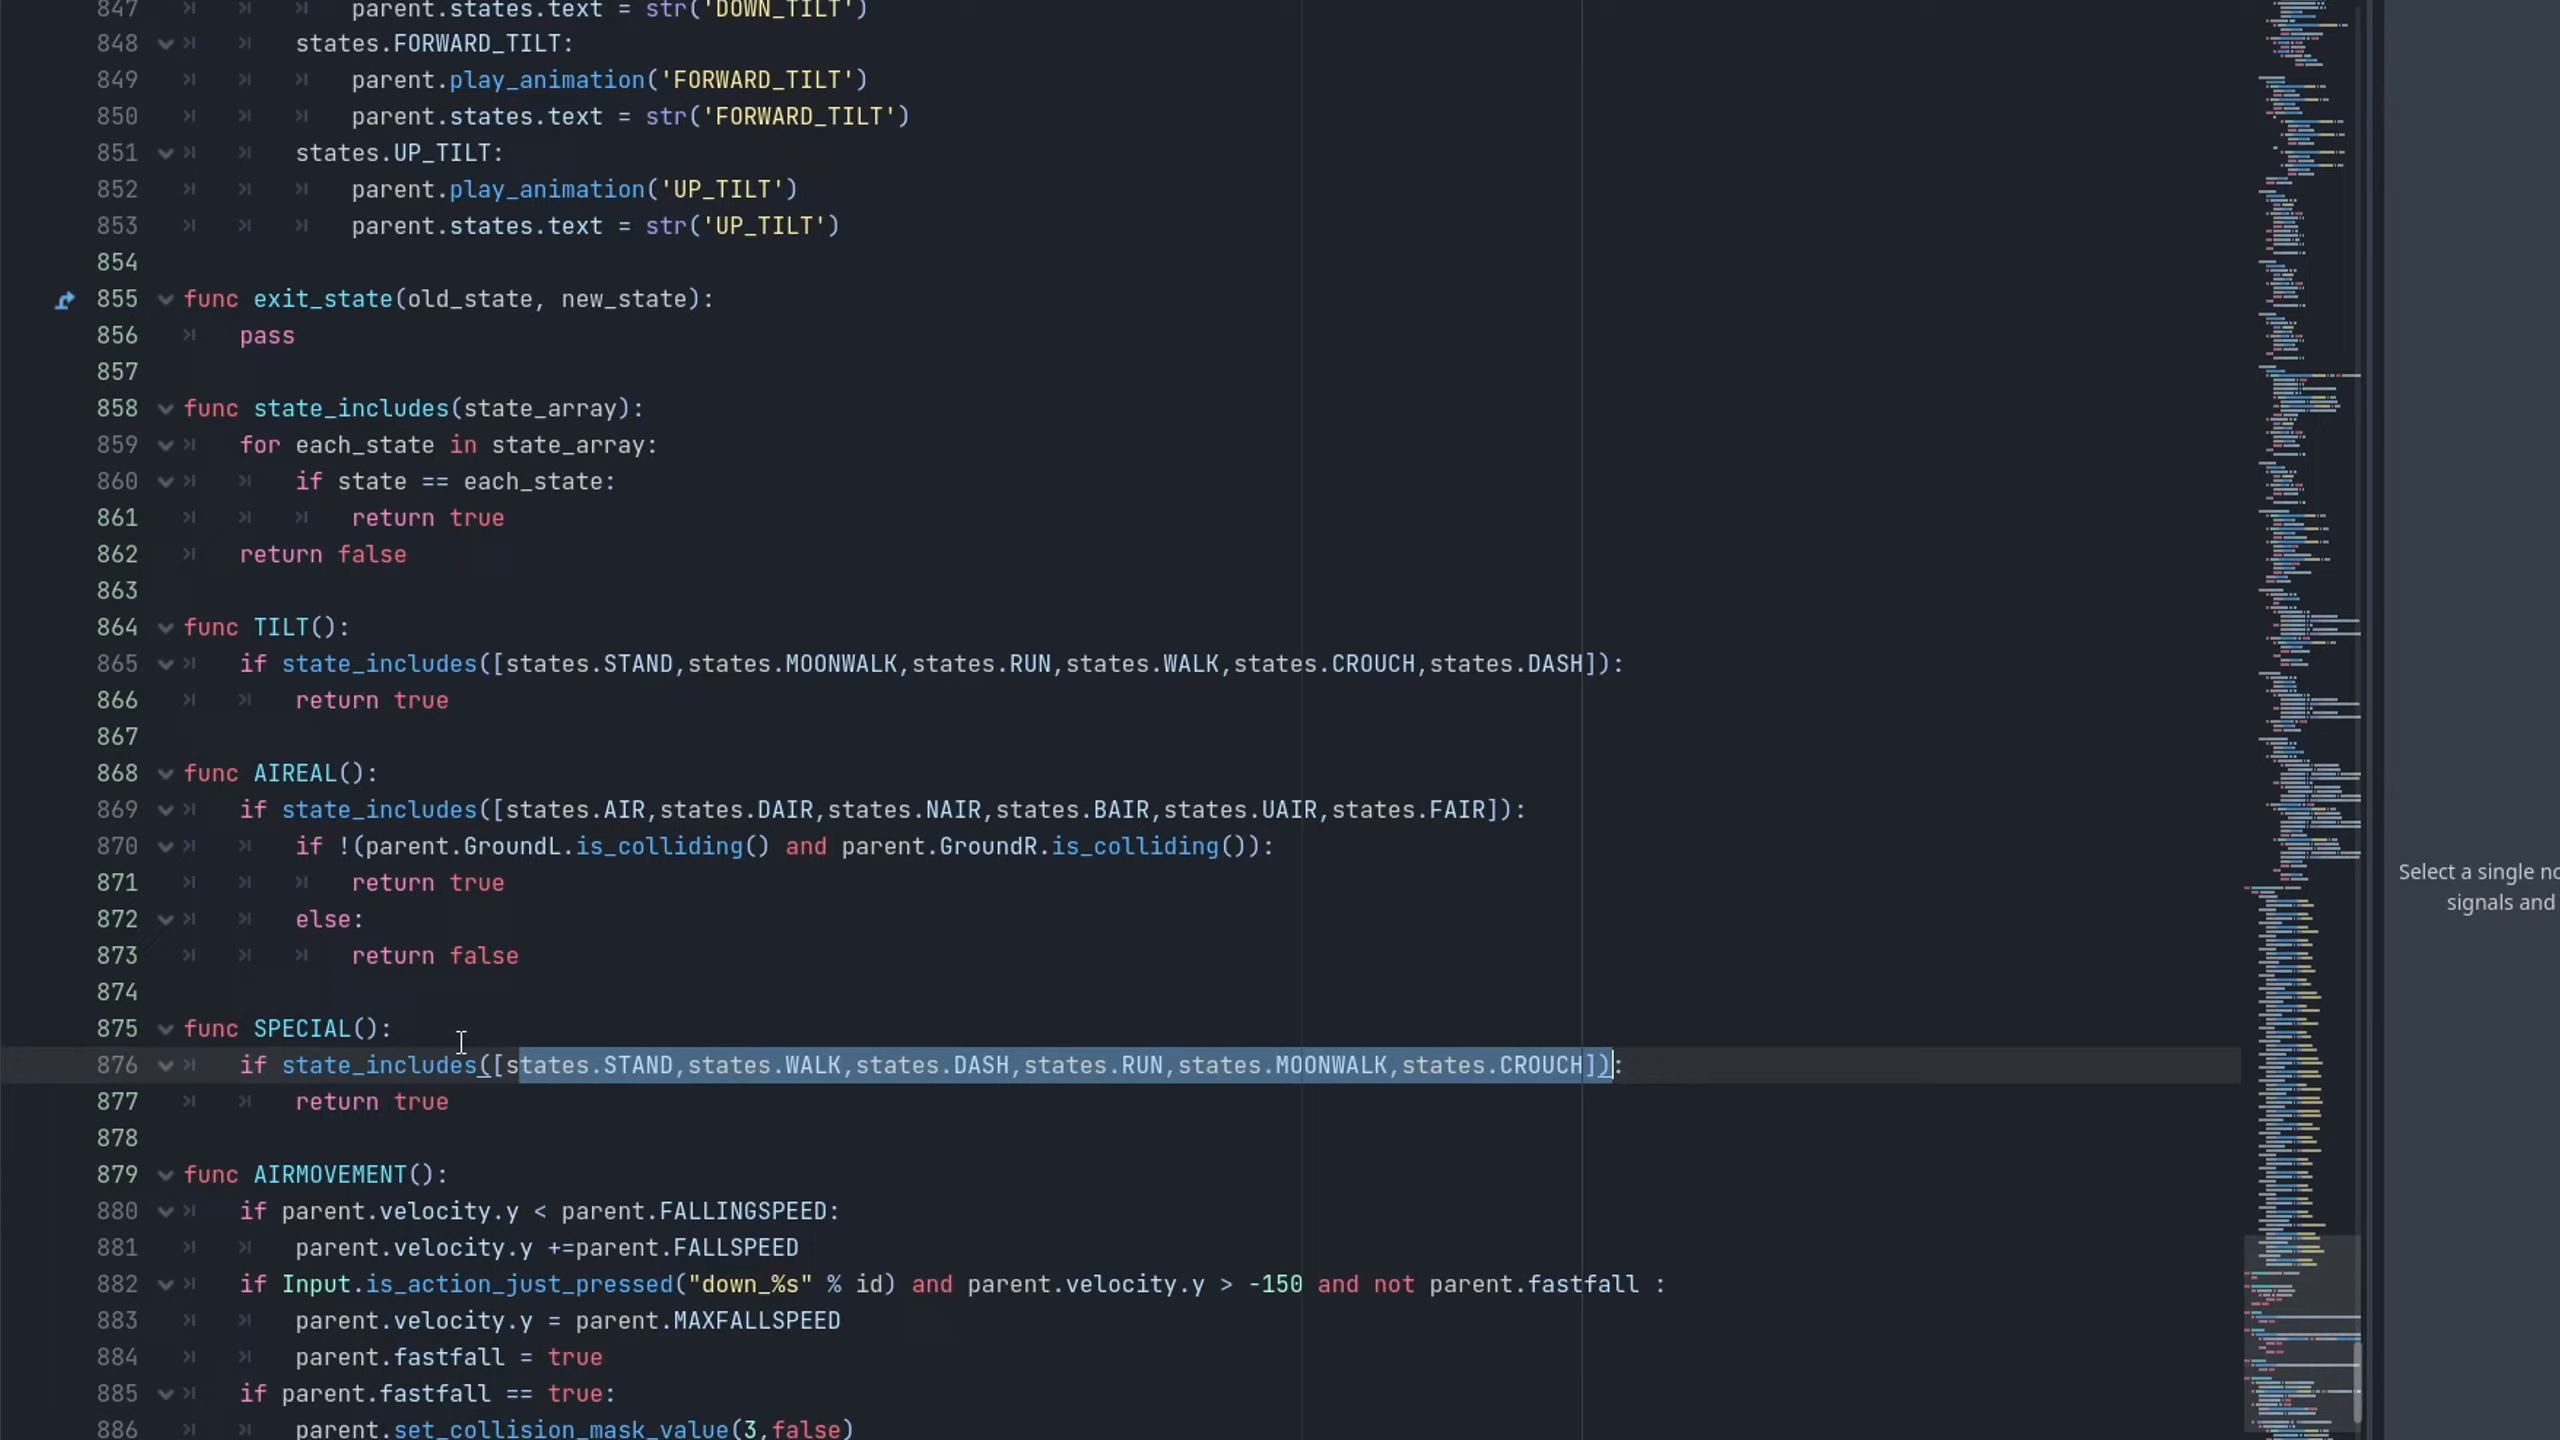 847 parent.states.text = str('DOWN_TILT')
848 states.FORWARD_TILT:
849 parent.play_animation('FORWARD_TILT')
850 parent.states.text = str('FORWARD_TILT')
851 states.UP_TILT:
852 parent.play_animation('UP_TILT')
853 parent.states.text = str('UP_TILT')
854
855 func exit_state(old_state, new_state):
856 pass
857
858 func state_includes(state_array):
859 for each_state in state_array:
860 if state == each_state:
861 return true
862 return false
863
864 func TILT():
865 if state_includes([states.STAND,states.MOONWALK,states.RUN,states.WALK,states.CROUCH,states.DASH]):
866 return true
867
868 func AIREAL():
869 if state_includes([states.AIR,states.DAIR,states.NAIR,states.BAIR,states.UAIR,states.FAIR]):
870 if !(parent.GroundL.is_colliding() and parent.GroundR.is_colliding()):
871 return true
872 else:
873 return false
874
875 func SPECIAL():
876 if state_includes([states.STAND,states.WALK,states.DASH,states.RUN,states.MOONWALK,states.CROUCH]):
877 return true
878
879 func AIRMOVEMENT():
880 if parent.velocity.y < parent.FALLINGSPEED:
881 parent.velocity.y +=parent.FALLSPEED
882 if Input.is_action_just_pressed("down_%s" % id) and parent.velocity.y > -150 and not parent.fastfall :
883 parent.velocity.y = parent.MAXFALLSPEED
884 parent.fastfall = true
885 if parent.fastfall == true:
886 parent.set_collision_mask_value(3,false)
Select a single no
signals and